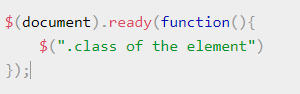 $(document).ready(function(){
$(".class of the element")
});